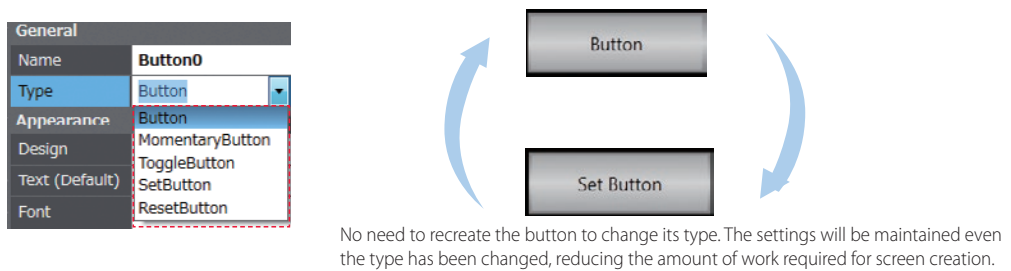 General
Name Button0
Type Button
Appearance Button
Design MomentaryButton
ToggleButton
Text (Default) SetButton
Font ResetButton
Button
Set Button
No need to recreate the button to change its type. The settings will be maintained even
the type has been changed, reducing the amount of work required for screen creation.